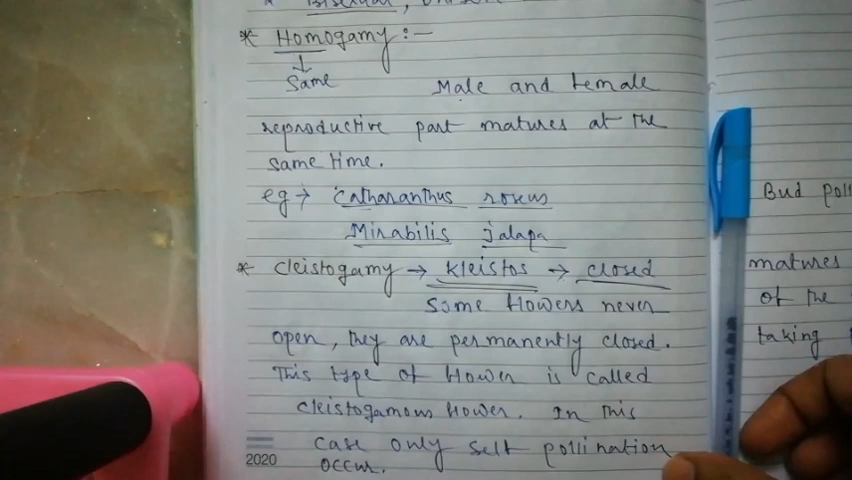 * Bisexual,
* Homogamy :-
↓
Same Male and female
reproductive part matures at the
same time.
eg → Catharanthus roseus
Mirabilis jalapa
* Cleistogamy → Kleistos → closed
Some flowers never
open, they are permanently closed.
This type of flower is called
cleistogamous flower. In this
case only self pollination
occur.
2020
Bud poll
matures
of the
taking